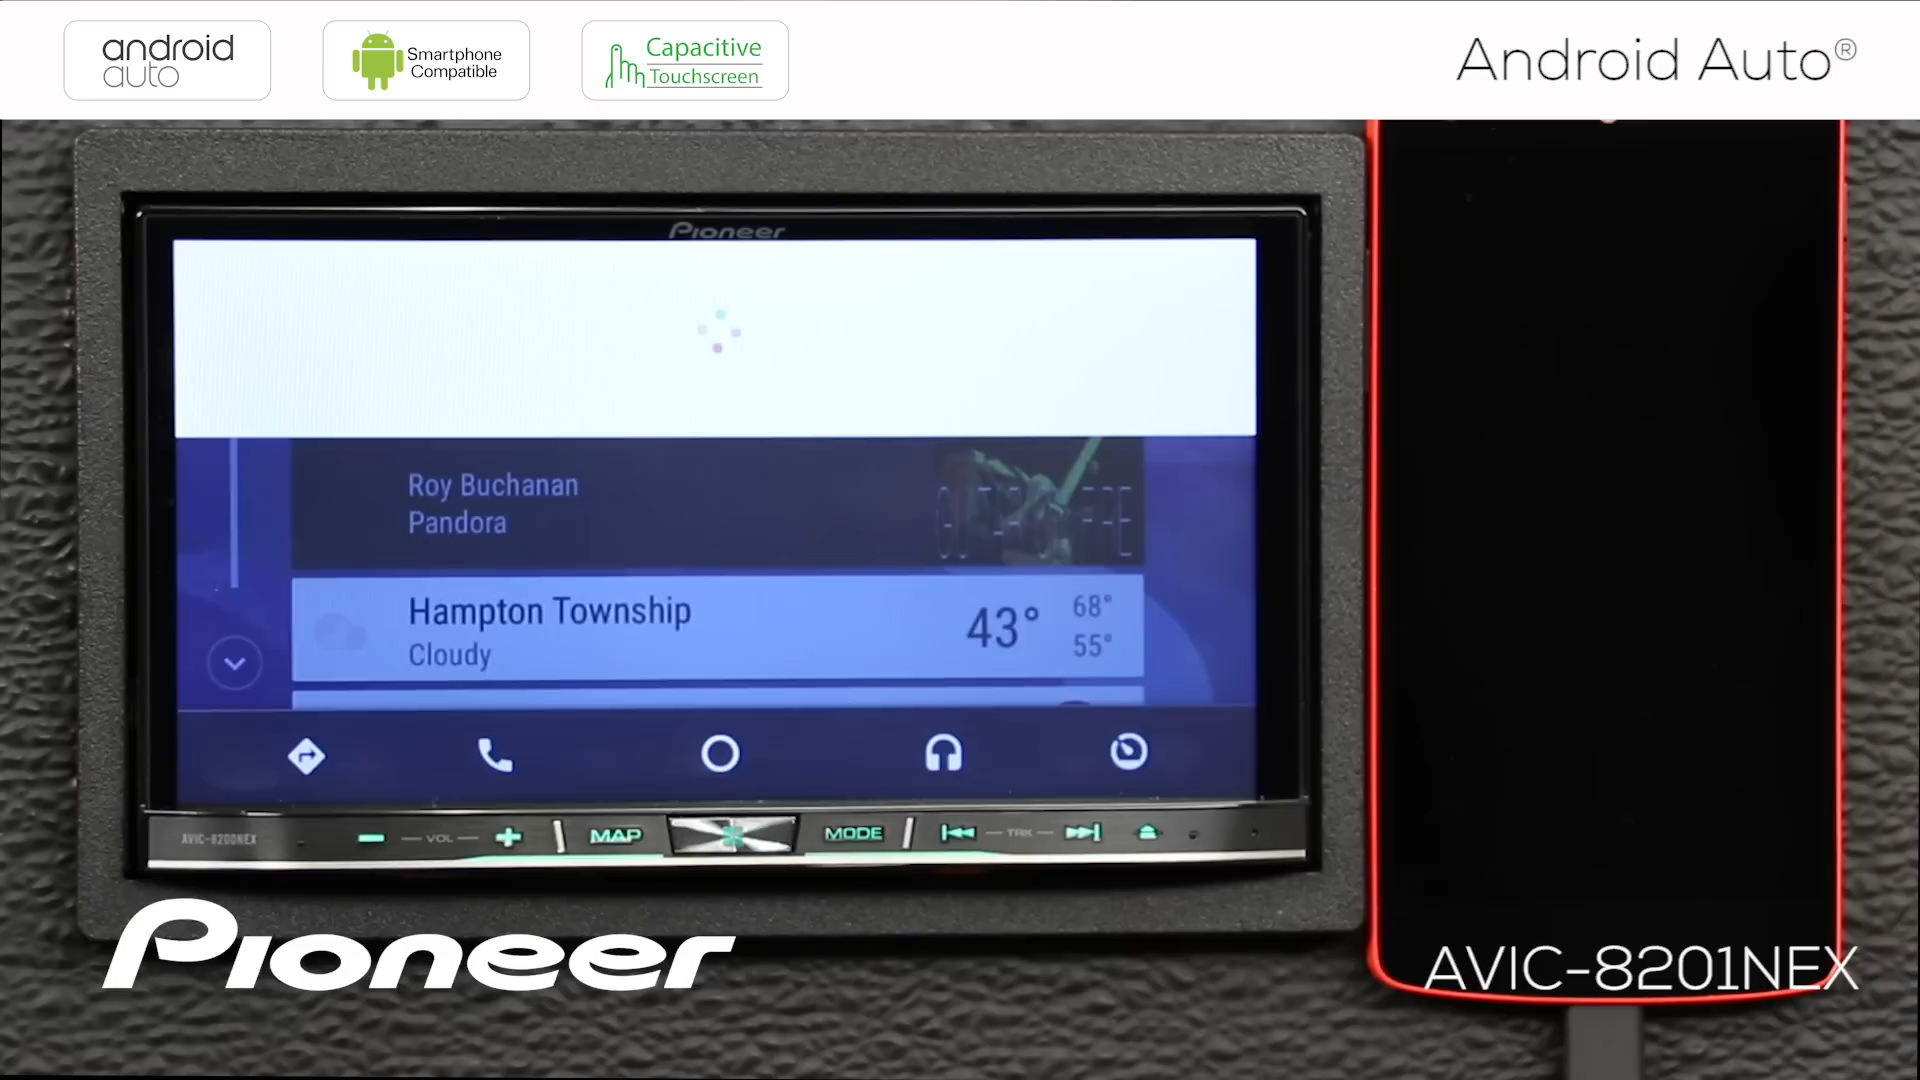 android
auto
Smartphone
Compatible
Capacitive
Touchscreen
Android Auto®
Pioneer
Roy Buchanan
Pandora
Hampton Township
Cloudy
43°
68°
55°
AVIC-8200NEX
VOL
MAP
MODE
TRK
Pioneer
AVIC-8201NEX